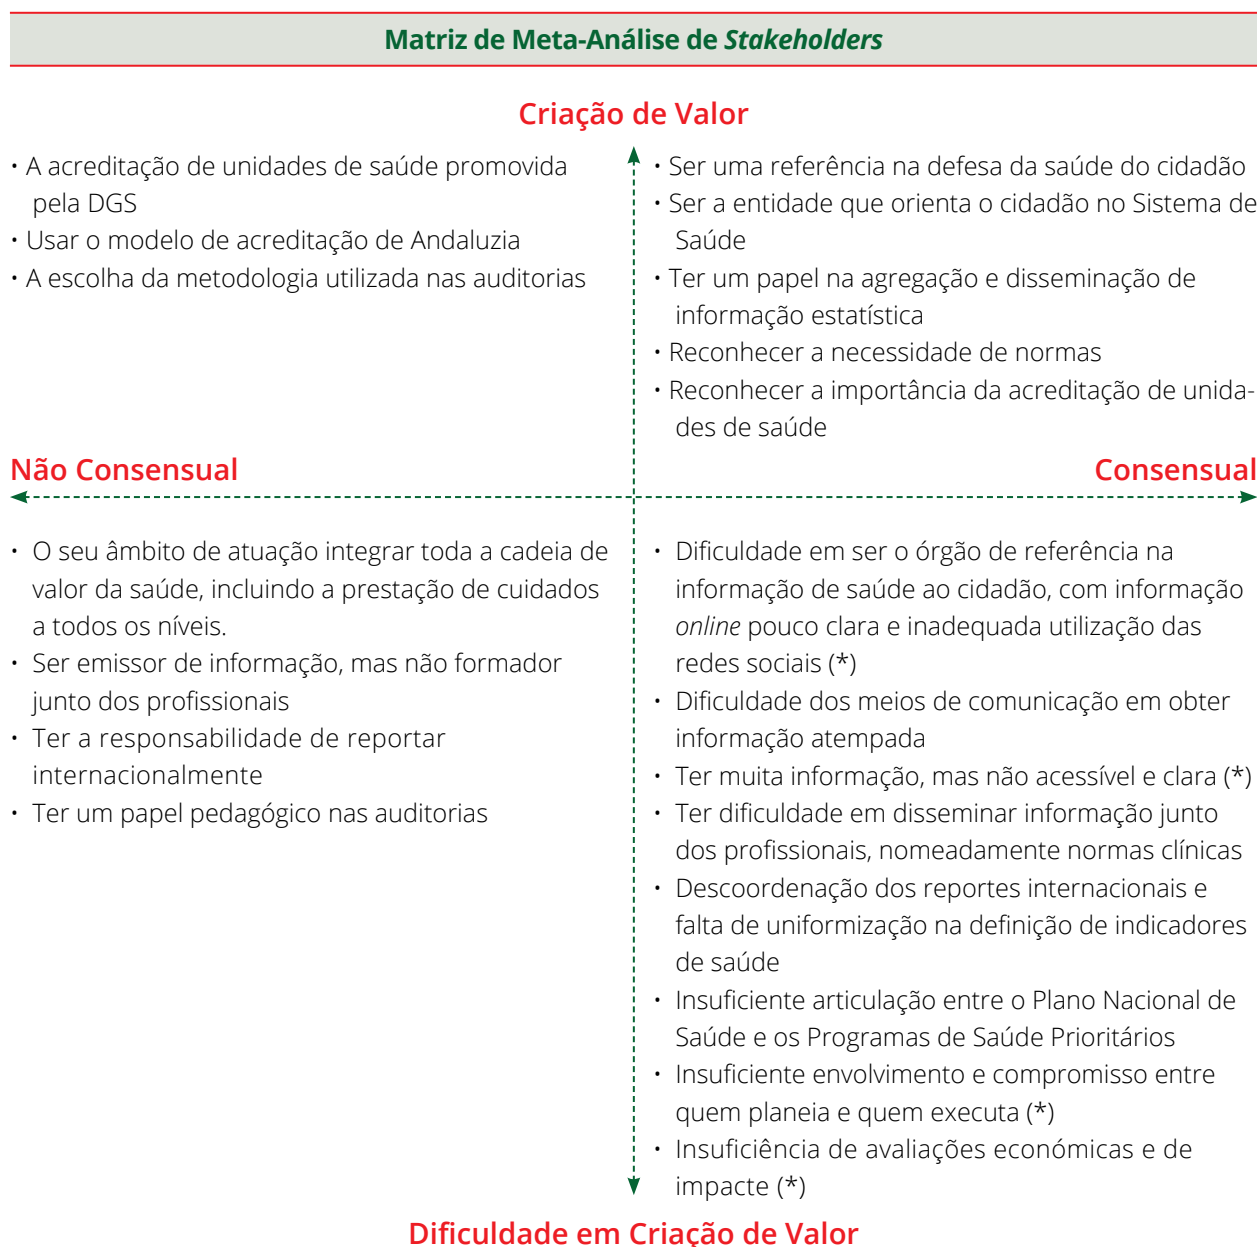 Matriz de Meta-Análise de Stakeholders
Criação de Valor
• A acreditação de unidades de saúde promovida
pela DGS
• Usar o modelo de acreditação de Andaluzia
• A escolha da metodologia utilizada nas auditorias
• Ser uma referência na defesa da saúde do cidadão
• Ser a entidade que orienta o cidadão no Sistema de
Saúde
• Ter um papel na agregação e disseminação de
informação estatística
• Reconhecer a necessidade de normas
• Reconhecer a importância da acreditação de unida-
des de saúde
Não Consensual
Consensual
• O seu âmbito de atuação integrar toda a cadeia de
valor da saúde, incluindo a prestação de cuidados
a todos os níveis.
• Ser emissor de informação, mas não formador
junto dos profissionais
• Ter a responsabilidade de reportar
internacionalmente
• Ter um papel pedagógico nas auditorias
• Dificuldade em ser o órgão de referência na
informação de saúde ao cidadão, com informação
online pouco clara e inadequada utilização das
redes sociais (*)
• Dificuldade dos meios de comunicação em obter
informação atempada
• Ter muita informação, mas não acessível e clara (*)
• Ter dificuldade em disseminar informação junto
dos profissionais, nomeadamente normas clínicas
• Descoordenação dos reportes internacionais e
falta de uniformização na definição de indicadores
de saúde
• Insuficiente articulação entre o Plano Nacional de
Saúde e os Programas de Saúde Prioritários
• Insuficiente envolvimento e compromisso entre
quem planeia e quem executa (*)
• Insuficiência de avaliações económicas e de
impacte (*)
Dificuldade em Criação de Valor